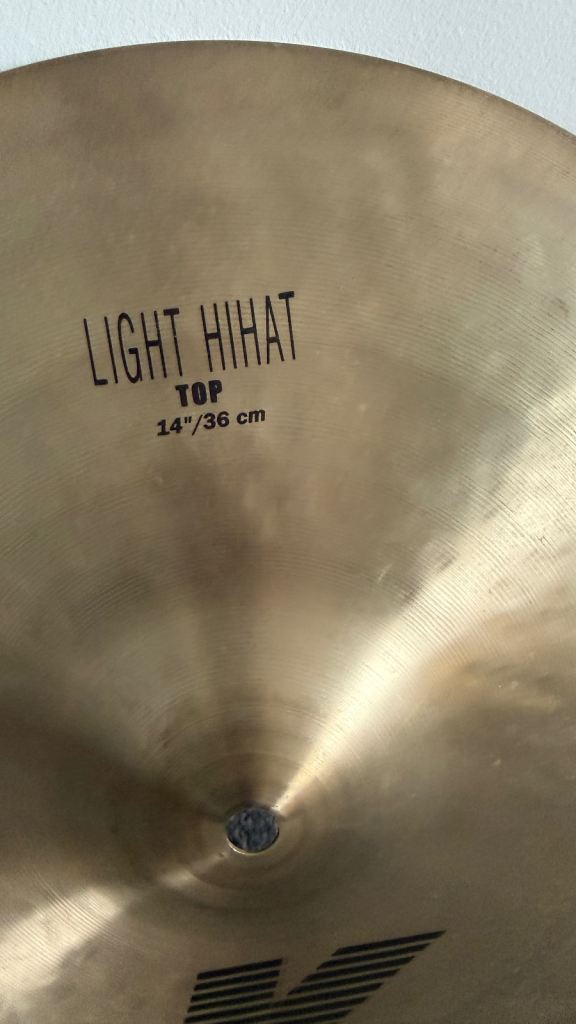 LIGHT HIHAT
TOP
14"/36 cm
K